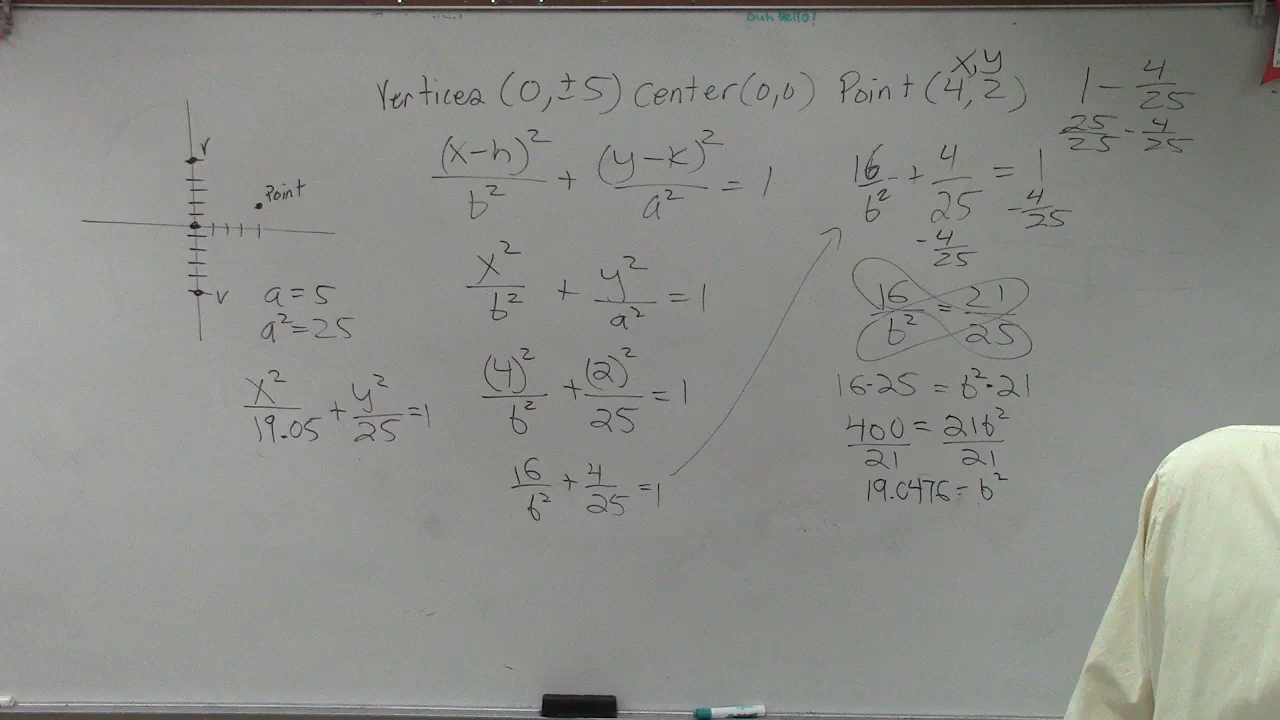 Vertices (0, ±5) center (0,0) Point (4, 2)
x, y
1 - 4/25
25/25 - 4/25
V
Point
V
a = 5
a² = 25
x²/19.05 + y²/25 = 1
(x-h)²/b² + (y-k)²/a² = 1
x²/b² + y²/a² = 1
(4)²/b² + (2)²/25 = 1
16/b² + 4/25 = 1
16/b² + 4/25 = 1
-4/25 -4/25
16/b² = 21/25
16·25 = b²·21
400/21 = 21b²/21
19.0476 = b²